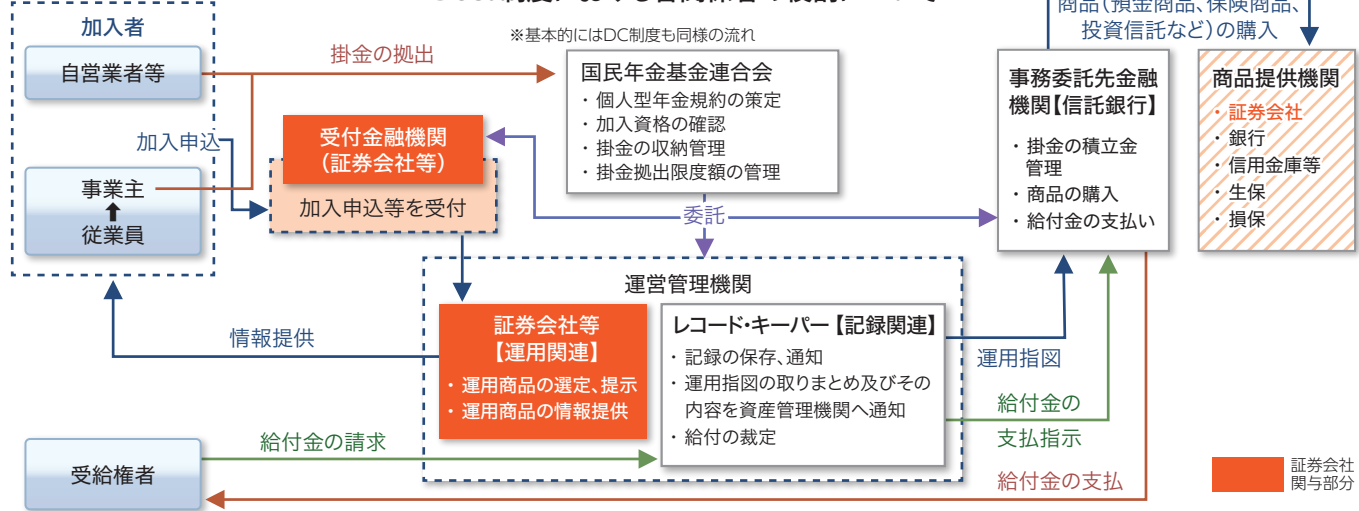 ※基本的にはDC制度も同様の流れ
加入者
自営業者等
事業主
従業員
掛金の拠出
加入申込
受付金融機関
（証券会社等）
加入申込等を受付
国民年金基金連合会
・個人型年金規約の策定
・加入資格の確認
・掛金の収納管理
・掛金拠出限度額の管理
委託
商品（預金商品、保険商品、
投資信託など）の購入
事務委託先金融
機関【信託銀行】
・掛金の積立金
管理
・商品の購入
・給付金の支払い
商品提供機関
・証券会社
・銀行
・信用金庫等
・生保
・損保
運営管理機関
証券会社等
【運用関連】
・運用商品の選定、提示
・運用商品の情報提供
レコード・キーパー【記録関連】
・記録の保存、通知
・運用指図の取りまとめ及びその
内容を資産管理機関へ通知
・給付の裁定
情報提供
運用指図
給付金の
支払指示
給付金の請求
受給権者
給付金の支払
証券会社
関与部分